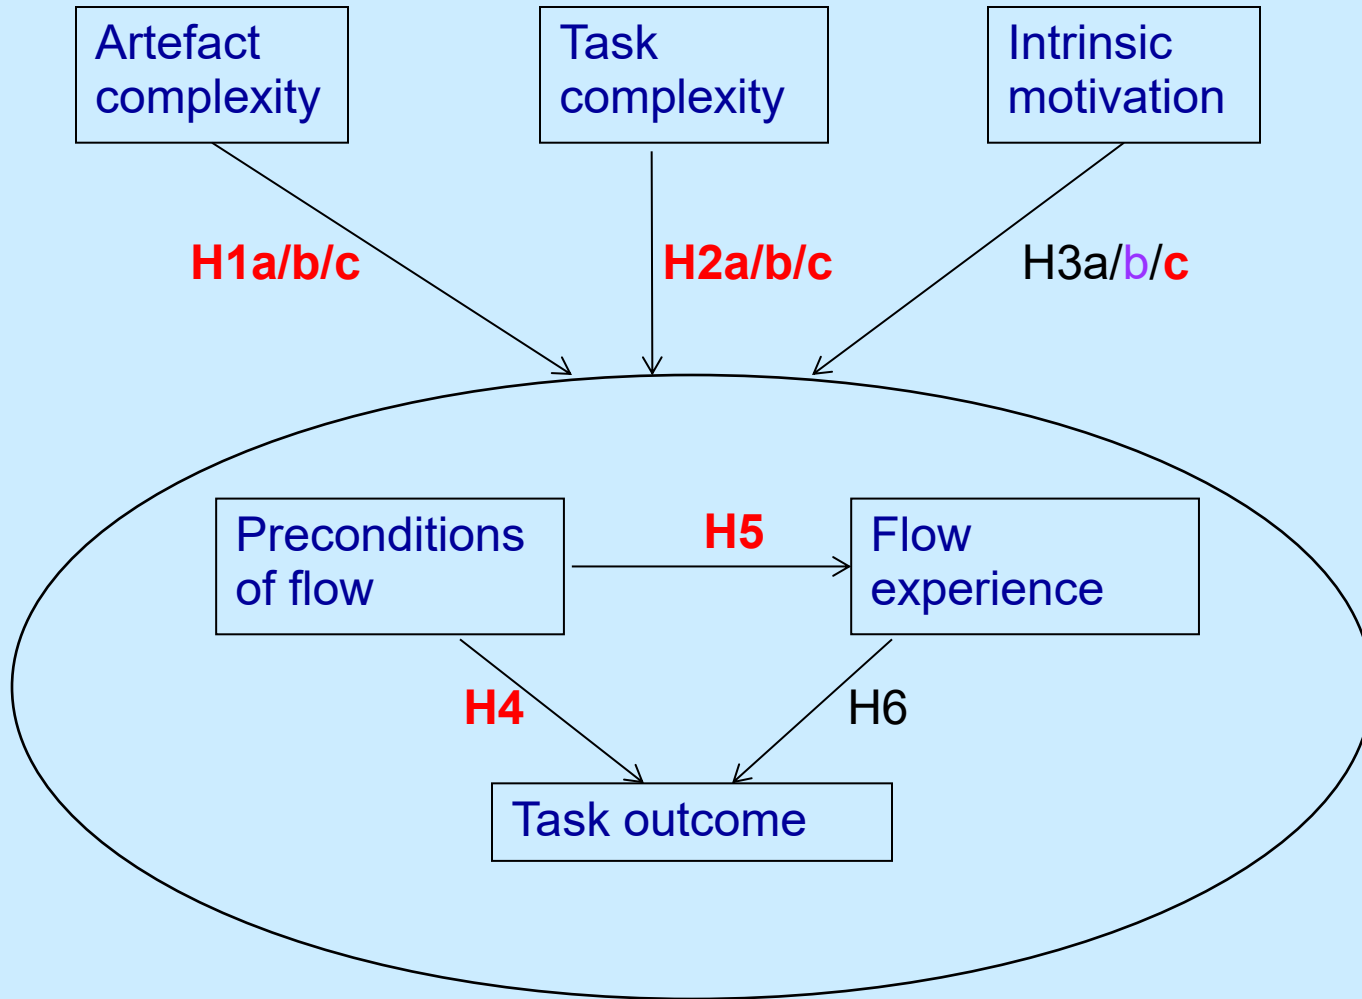 Artefact
complexity
Task
complexity
Intrinsic
motivation
H1a/b/c
H2a/b/c
H3a/b/c
Preconditions
of flow
H5
Flow
experience
H4
H6
Task outcome